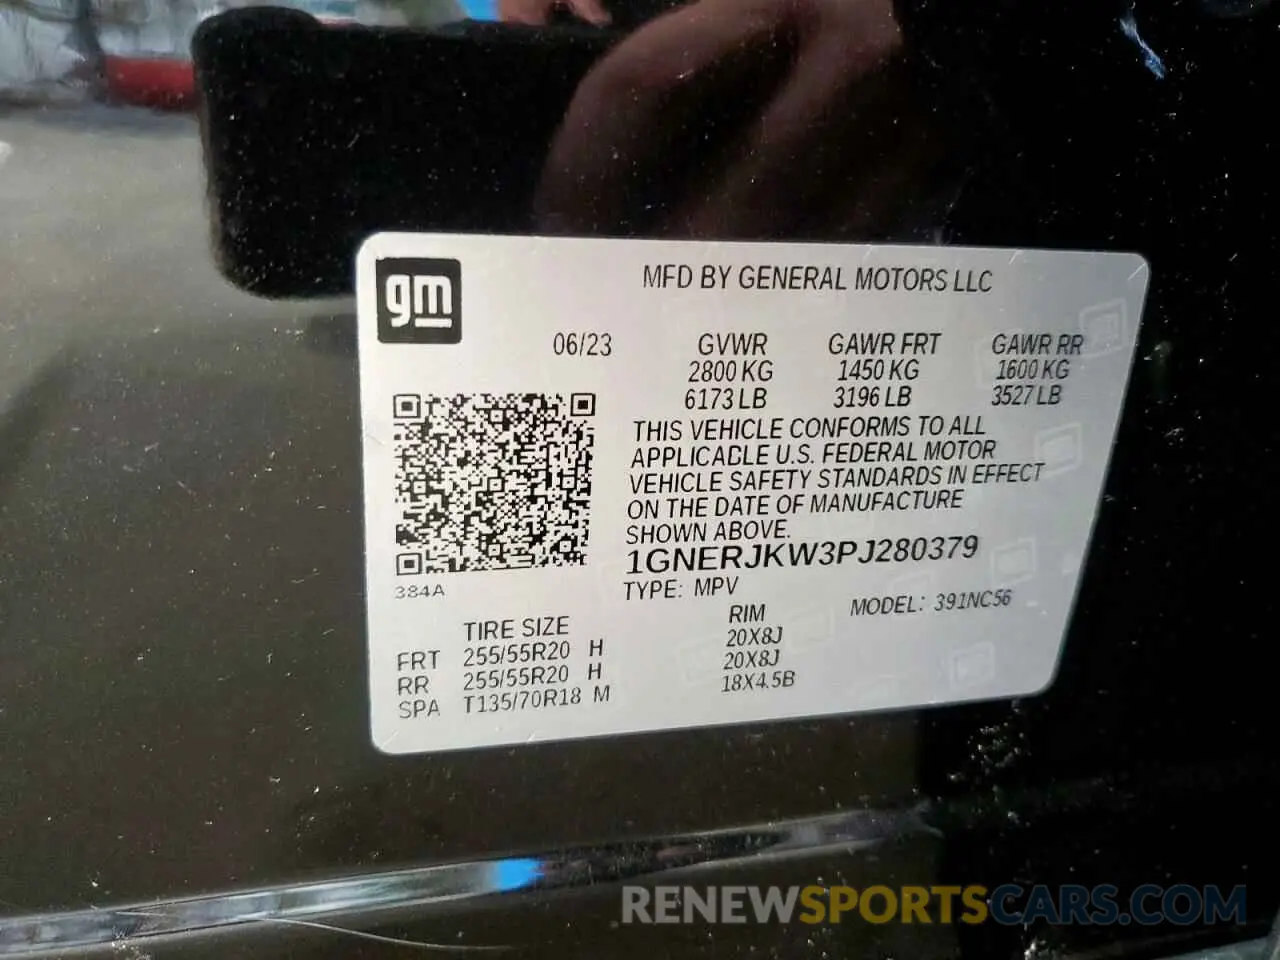 gm
MFD BY GENERAL MOTORS LLC
06/23 GVWR GAWR FRT GAWR RR
2800 KG 1450 KG 1600 KG
6173 LB 3196 LB 3527 LB
THIS VEHICLE CONFORMS TO ALL
APPLICABLE U.S. FEDERAL MOTOR
VEHICLE SAFETY STANDARDS IN EFFECT
ON THE DATE OF MANUFACTURE
SHOWN ABOVE.
1GNERJKW3PJ280379
384A
TYPE: MPV
MODEL: 391NC56
TIRE SIZE RIM
FRT 255/55R20 H 20X8J
RR 255/55R20 H 20X8J
SPA T135/70R18 M 18X4.5B
RENEWSPORTSCARS.COM